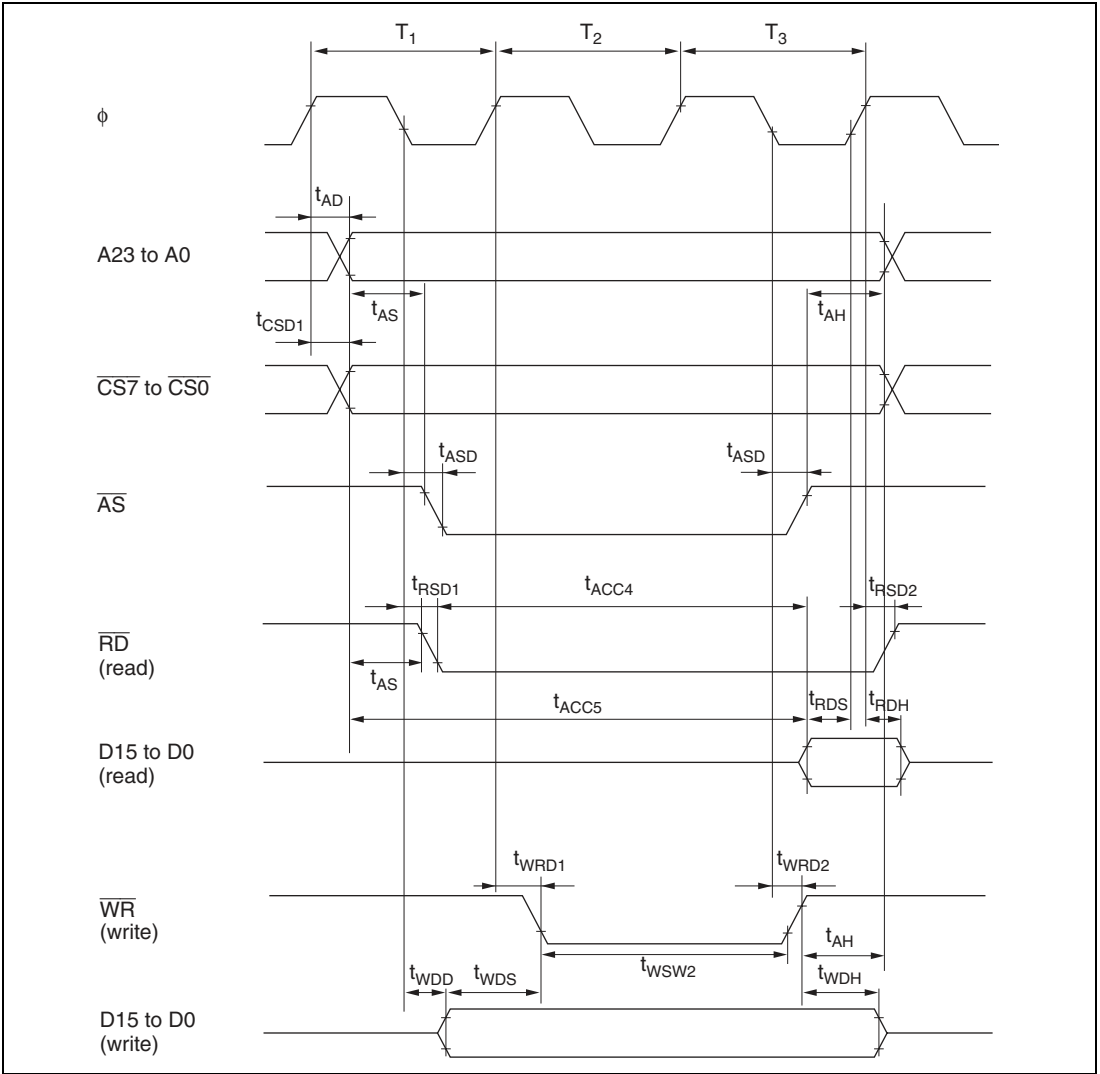 T1 T2 T3
ϕ
tAD
A23 to A0
tAS tAH
tCSD1
CS7 to CS0
tASD tASD
AS
tRSD1 tACC4 tRSD2
RD
(read)
tAS
tACC5 tRDS tRDH
D15 to D0
(read)
tWRD1 tWRD2
WR
(write)
tAH
tWSW2
tWDD tWDS tWDH
D15 to D0
(write)